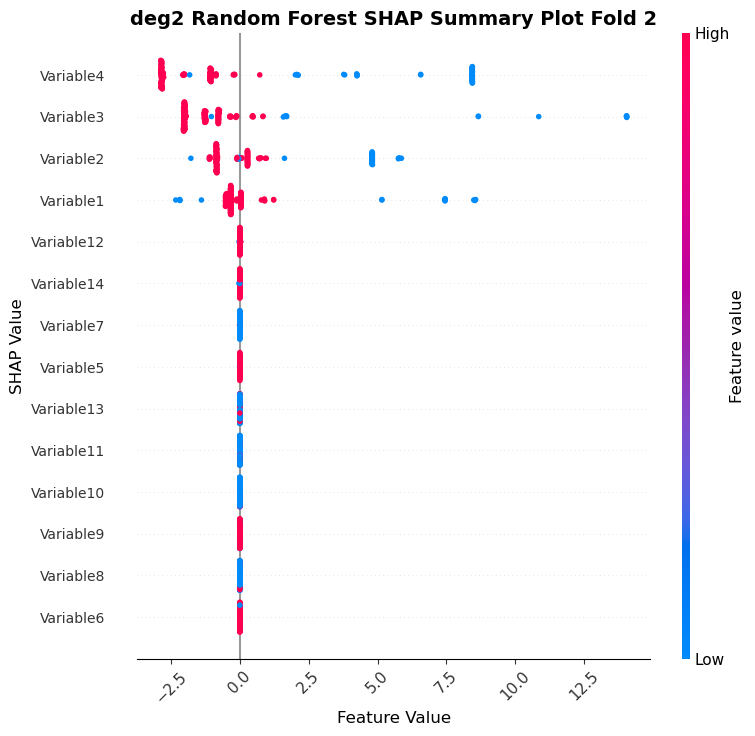 deg2 Random Forest SHAP Summary Plot Fold 2
High
Variable4
Variable3
Variable2
Variable1
Variable12
Variable14
Variable7
Variable5
Variable13
Variable11
Variable10
Variable9
Variable8
Variable6
SHAP Value
Feature value
Low
−2.5 0.0 2.5 5.0 7.5 10.0 12.5
Feature Value